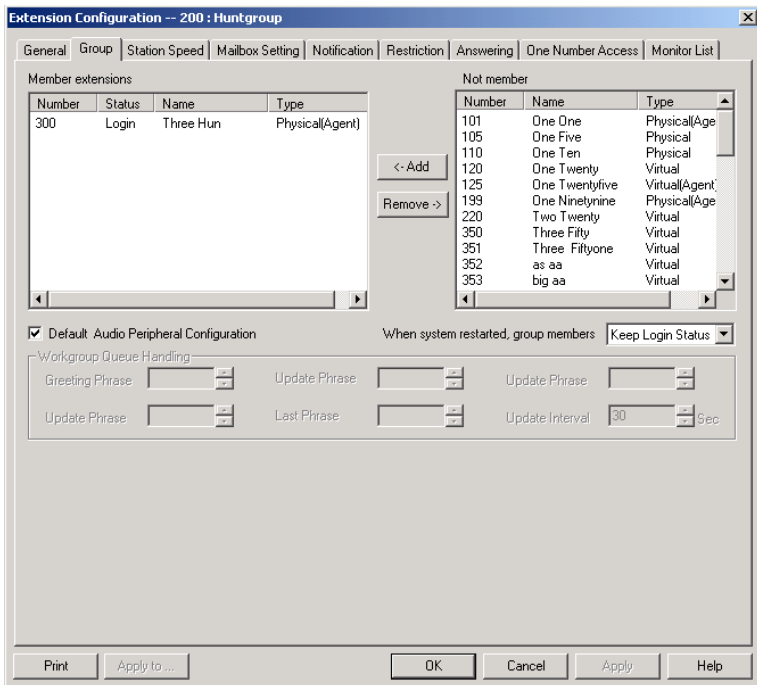 Extension Configuration -- 200 : Huntgroup
General Group Station Speed Mailbox Setting Notification Restriction Answering One Number Access Monitor List
Member extensions
Number Status Name Type
300 Login Three Hun Physical(Agent)
<- Add
Remove ->
Not member
Number Name Type
101 One One Physical(Age
105 One Five Physical
110 One Ten Physical
120 One Twenty Virtual
125 One Twentyfive Virtual(Agent)
199 One Ninetynine Physical(Age
220 Two Twenty Virtual
350 Three Fifty Virtual
351 Three Fiftyone Virtual
352 as aa Virtual
353 big aa Virtual
Default Audio Peripheral Configuration
When system restarted, group members Keep Login Status
Workgroup Queue Handling
Greeting Phrase Update Phrase Update Phrase
Update Phrase Last Phrase Update Interval 30 Sec
Print Apply to ... OK Cancel Apply Help